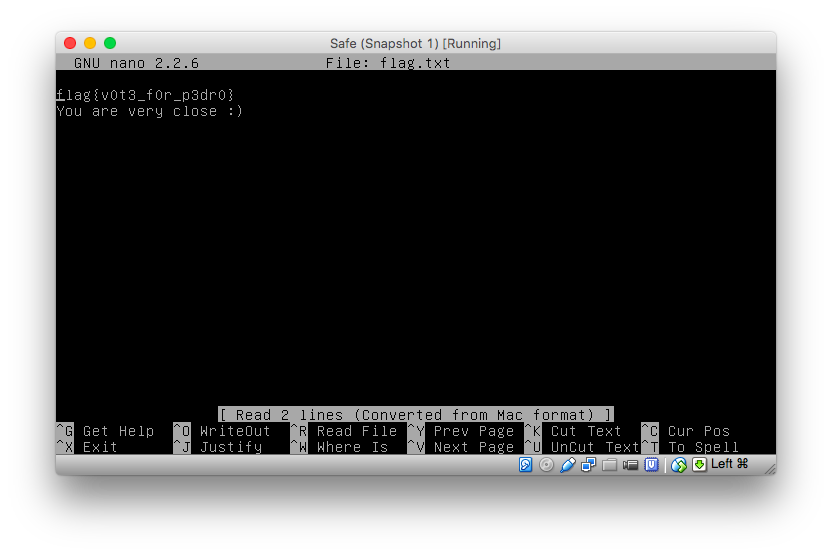 Safe (Snapshot 1) [Running]
GNU nano 2.2.6 File: flag.txt
flag{v0t3_f0r_p3dr0}
You are very close :)
[ Read 2 lines (Converted from Mac format) ]
^G Get Help ^O WriteOut ^R Read File ^Y Prev Page ^K Cut Text ^C Cur Pos
^X Exit ^J Justify ^W Where Is ^V Next Page ^U UnCut Text ^T To Spell
Left ⌘